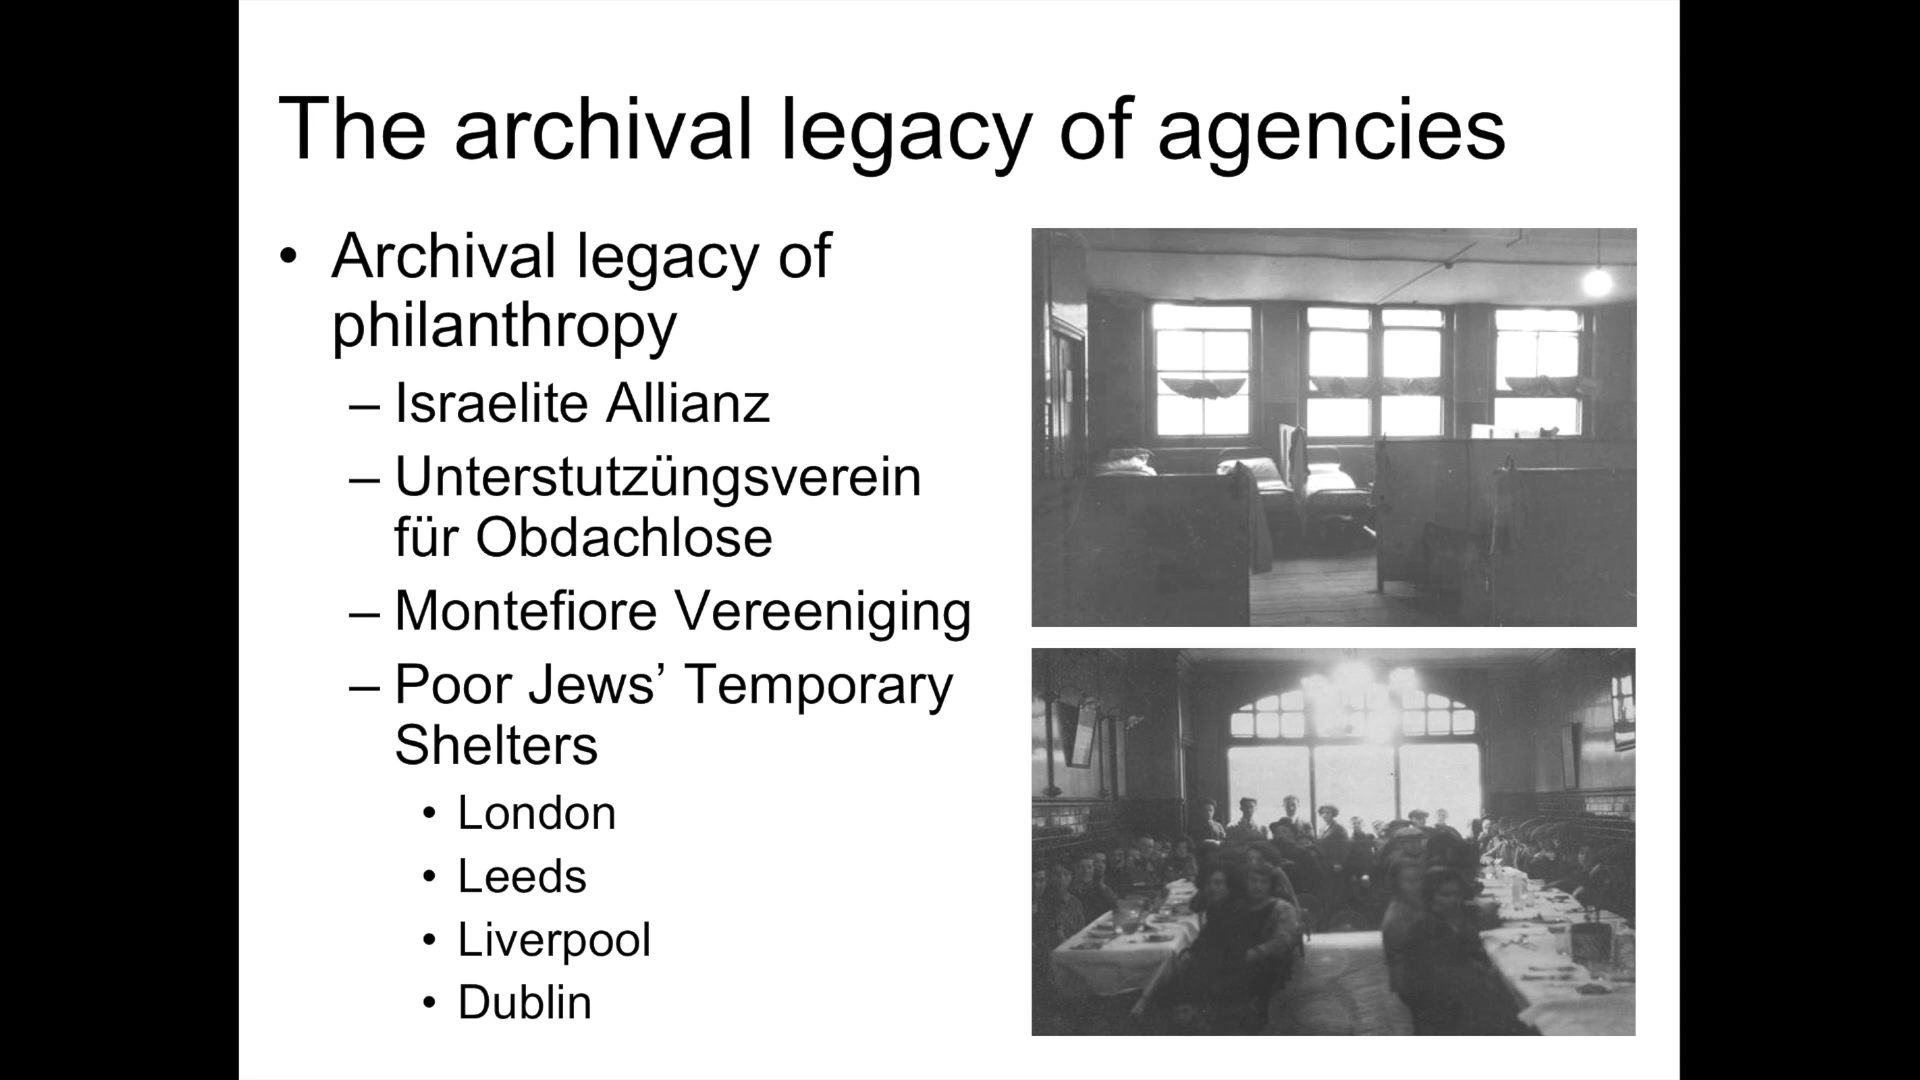 The archival legacy of agencies
• Archival legacy of
philanthropy
– Israelite Allianz
– Unterstutzüngsverein
für Obdachlose
– Montefiore Vereeniging
– Poor Jews’ Temporary
Shelters
• London
• Leeds
• Liverpool
• Dublin